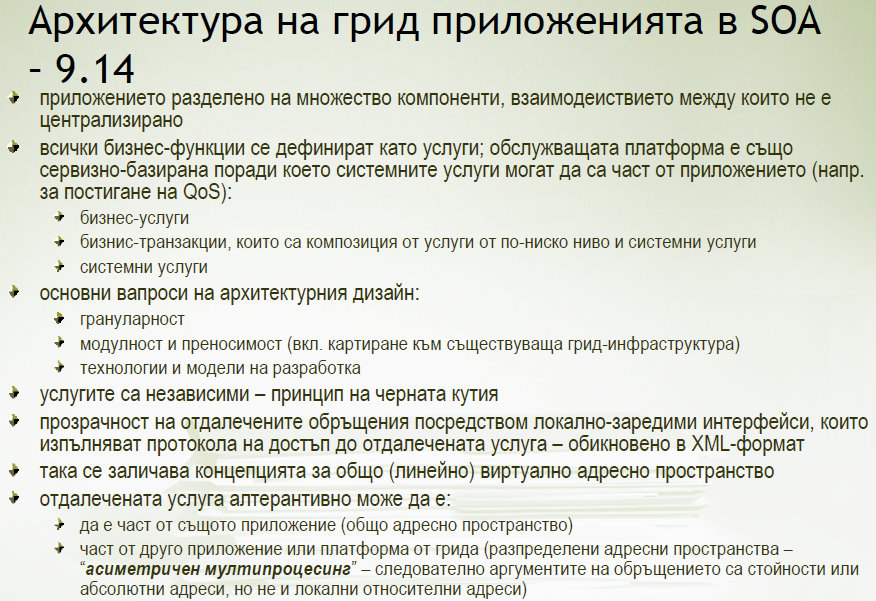 Архитектура на грид приложенията в SOA
– 9.14
приложението разделено на множество компоненти, взаимодеиствието между които не е
централизирано
всички бизнес-функции се дефинират като услуги; обслужващата платформа е също
сервизно-базирана поради което системните услуги могат да са част от приложението (напр.
за постигане на QoS):
бизнес-услуги
бизнис-транзакции, които са композиция от услуги от по-ниско ниво и системни услуги
системни услуги
основни вапроси на архитектурния дизайн:
грануларност
модулност и преносимост (вкл. картиране към съществуваща грид-инфраструктура)
технологии и модели на разработка
услугите са независими – принцип на черната кутия
прозрачност на отдалечените обръщения посредством локално-заредими интерфейси, които
изпълняват протокола на достъп до отдалечената услуга – обикновено в XML-формат
така се заличава концепцията за общо (линейно) виртуално адресно пространство
отдалечената услуга алтерантивно може да е:
да е част от същото приложение (общо адресно пространство)
част от друго приложение или платформа от грида (разпределени адресни пространства –
“асиметричен мултипроцесинг” – следователно аргументите на обръщението са стойности или
абсолютни адреси, но не и локални относителни адреси)